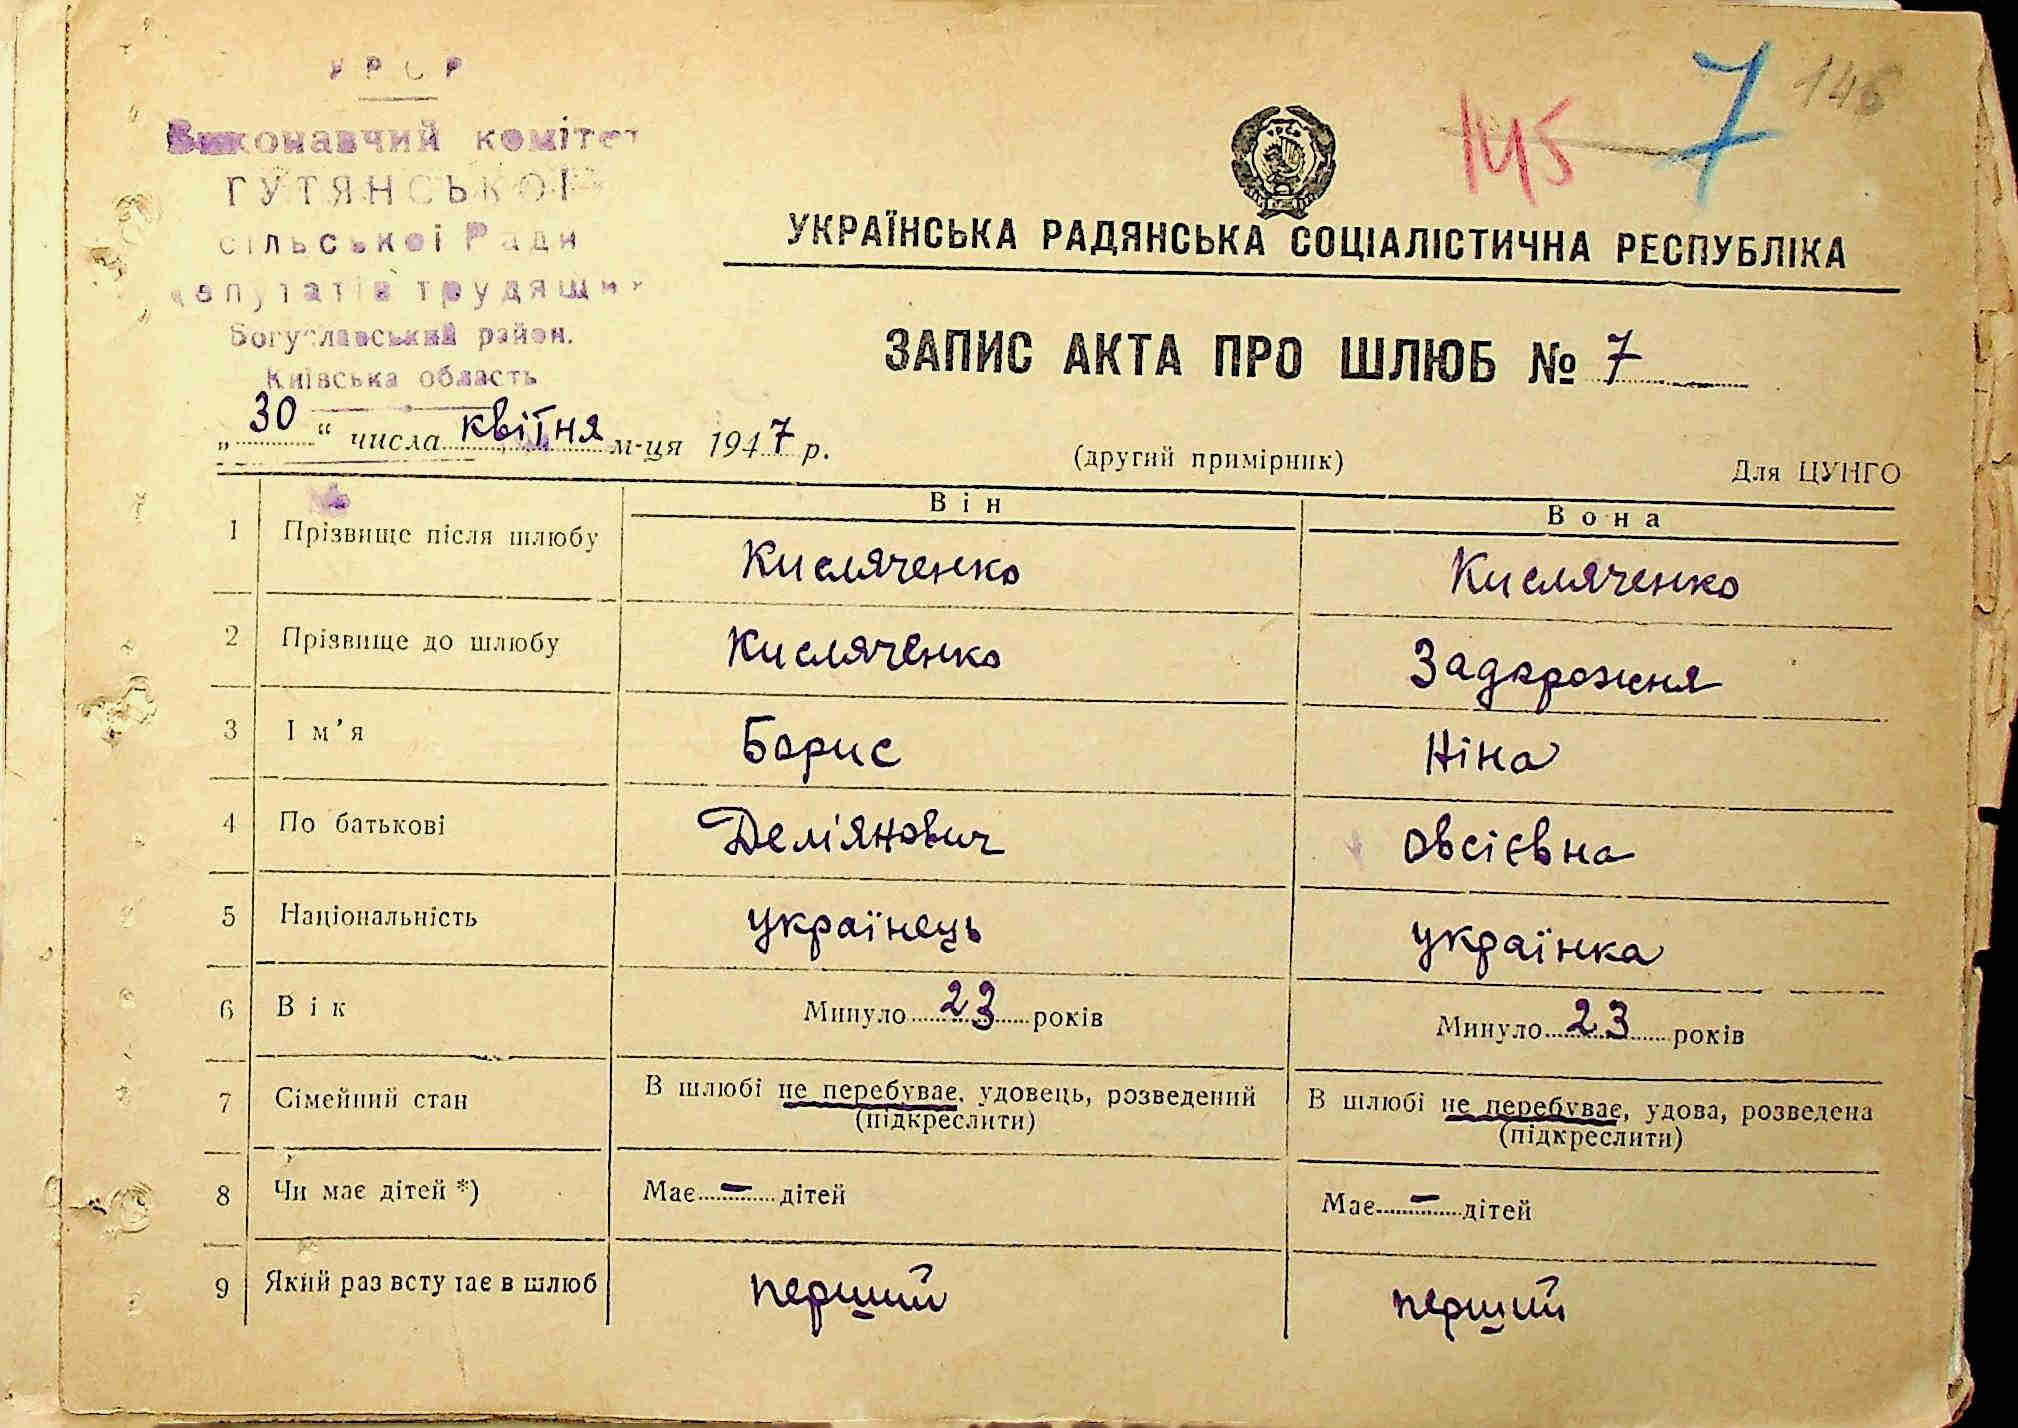 УРСР
Виконавчий комітет
ГУТЯНСЬКОЇ
сільської Ради
депутатів трудящих
Богуславський район.
Київська область
145 7 146
УКРАЇНСЬКА РАДЯНСЬКА СОЦІАЛІСТИЧНА РЕСПУБЛІКА
ЗАПИС АКТА ПРО ШЛЮБ № 7
„30“ числа квітня м-ця 1947 р.
(другий примірник)
Для ЦУНГО
Він Вона
1 Прізвище після шлюбу Кисляченко Кисляченко
2 Прізвище до шлюбу Кисляченко Задорожня
3 Ім’я Борис Ніна
4 По батькові Дем'янович Овсієвна
5 Національність українець українка
6 Вік Минуло 23 років Минуло 23 років
7 Сімейний стан В шлюбі не перебуває, удовець, розведений (підкреслити) В шлюбі не перебуває, удова, розведена (підкреслити)
8 Чи має дітей *) Має - дітей Має - дітей
9 Який раз вступає в шлюб перший перший